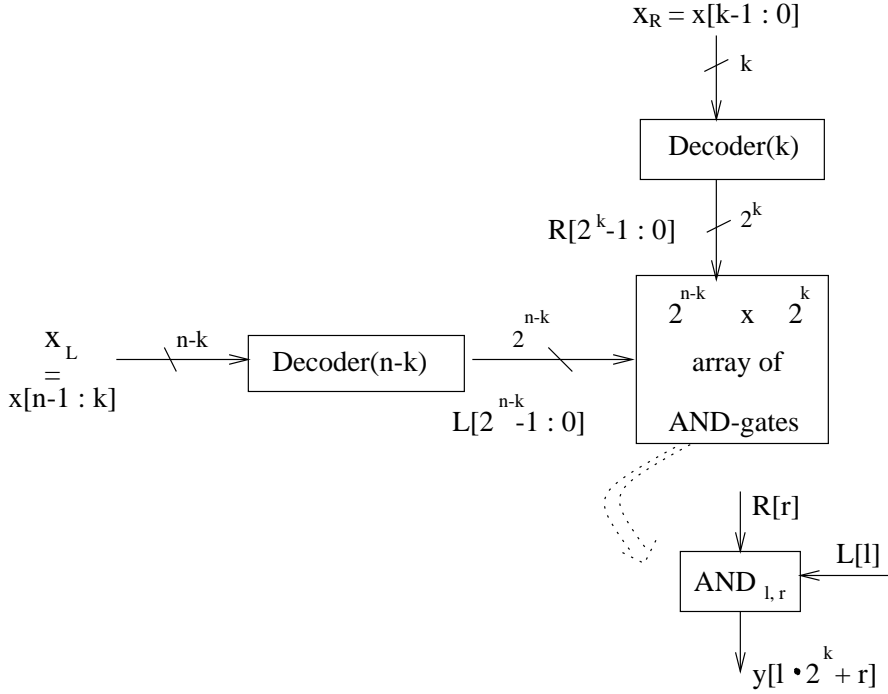 x_R = x[k-1 : 0]
k
Decoder(k)
R[2^k-1 : 0]
2^k
x_L
=
x[n-1 : k]
n-k
Decoder(n-k)
2^{n-k}
L[2^{n-k}-1 : 0]
2^{n-k} x 2^k
array of
AND-gates
R[r]
L[l]
AND_{l, r}
y[l • 2^k + r]